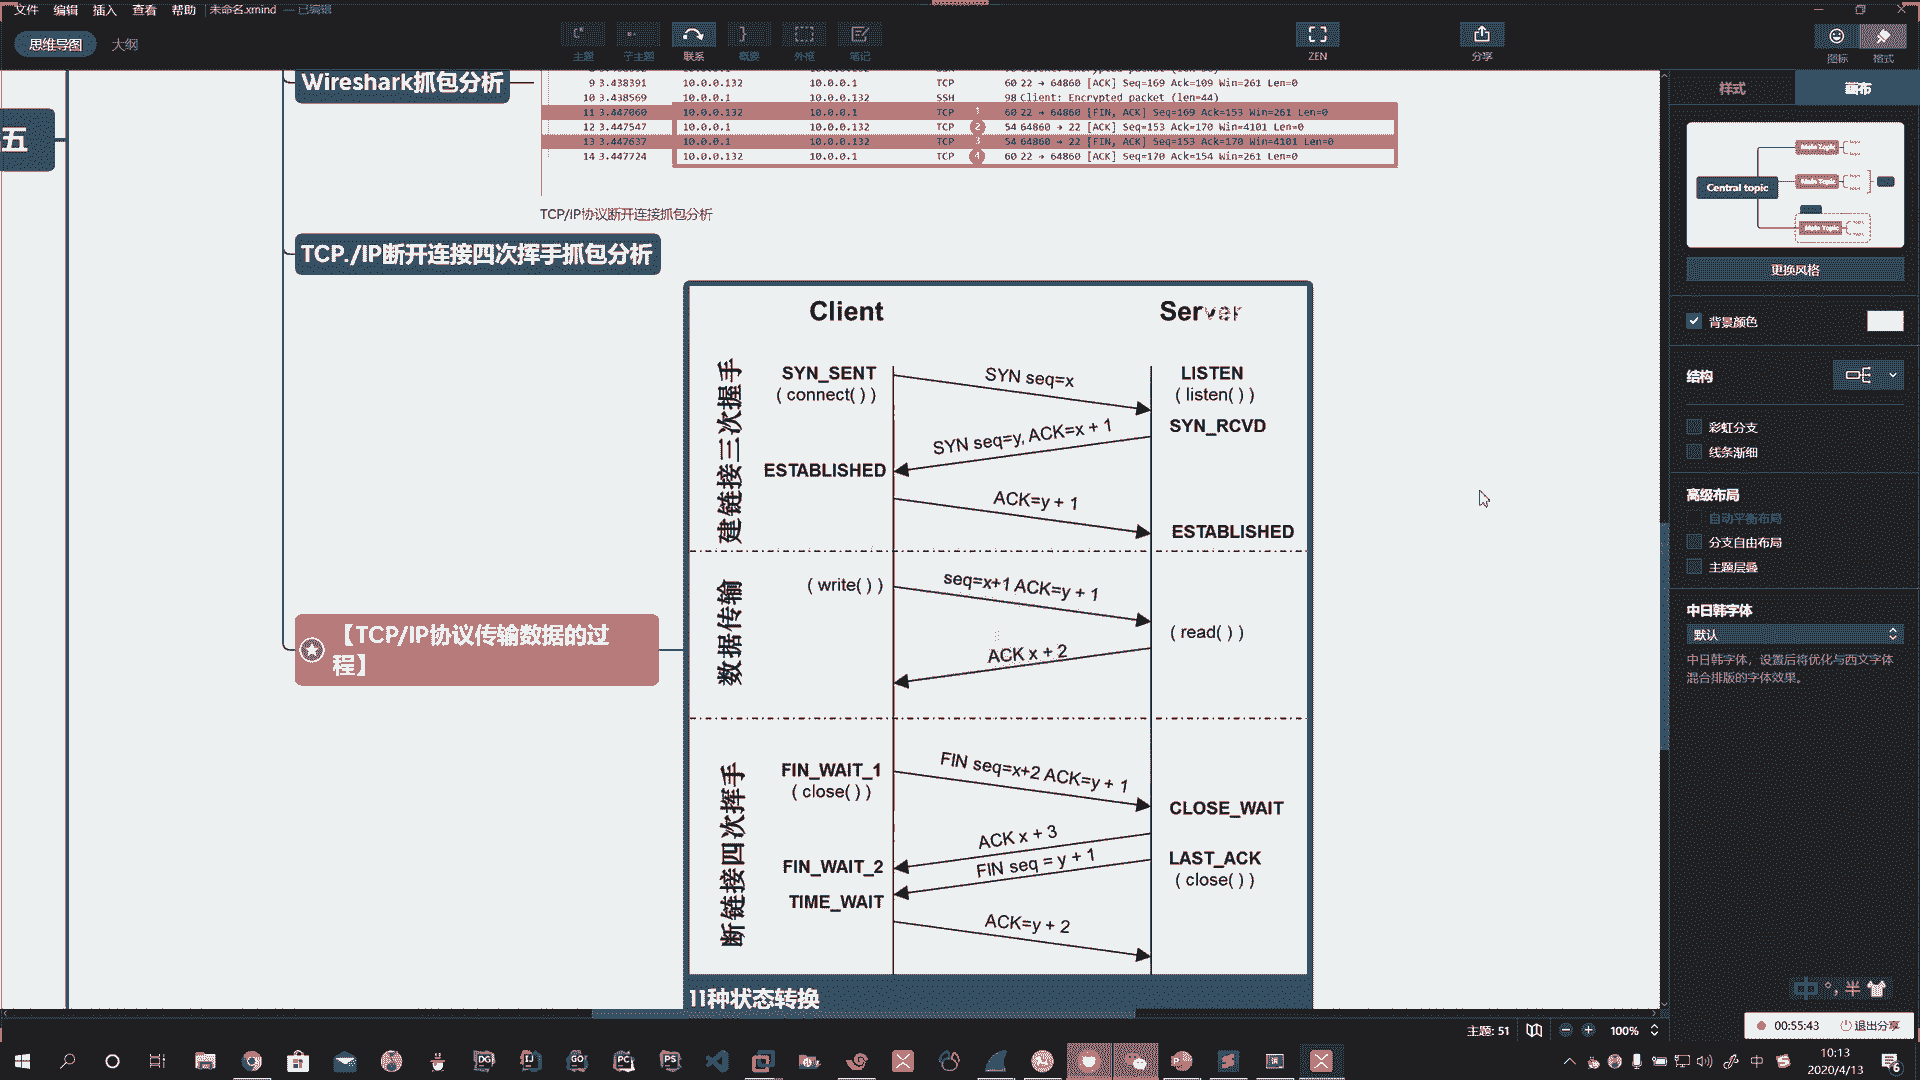 文件 编辑 插入 查看 帮助 未命名.xmind — 已编辑
思维导图 大纲
主题 子主题 联系 概要 外框 笔记 ZEN 分享 图标 格式
样式 画布
五
Wireshark抓包分析
9 3.438391 10.0.0.132 10.0.0.1 TCP 60 22 → 64860 [ACK] Seq=169 Ack=109 Win=261 Len=0
10 3.438569 10.0.0.1 10.0.0.132 SSH 98 Client: Encrypted packet (len=44)
11 3.447060 10.0.0.132 10.0.0.1 TCP 1 60 22 → 64860 [FIN, ACK] Seq=169 Ack=153 Win=261 Len=0
12 3.447547 10.0.0.1 10.0.0.132 TCP 2 54 64860 → 22 [ACK] Seq=153 Ack=170 Win=4101 Len=0
13 3.447637 10.0.0.1 10.0.0.132 TCP 3 54 64860 → 22 [FIN, ACK] Seq=153 Ack=170 Win=4101 Len=0
14 3.447724 10.0.0.132 10.0.0.1 TCP 4 60 22 → 64860 [ACK] Seq=170 Ack=154 Win=261 Len=0
TCP/IP协议断开连接抓包分析
TCP./IP断开连接四次挥手抓包分析
【TCP/IP协议传输数据的过
程】
Client Server
建链接三次握手
SYN_SENT
( connect( ) )
SYN seq=x
LISTEN
( listen( ) )
SYN_RCVD
SYN seq=y, ACK=x + 1
ESTABLISHED
ACK=y + 1
ESTABLISHED
数据传输
( write( ) )
seq=x+1 ACK=y + 1
( read( ) )
ACK x + 2
断链接四次挥手
FIN_WAIT_1
( close( ) )
FIN seq=x+2 ACK=y + 1
CLOSE_WAIT
ACK x + 3
FIN_WAIT_2
FIN seq = y + 1
LAST_ACK
( close( ) )
TIME_WAIT
ACK=y + 2
11种状态转换
Central topic
Main Topic
Main Topic
Main Topic
更换风格
背景颜色
结构
彩虹分支
线条渐细
高级布局
自动平衡布局
分支自由布局
主题层叠
中日韩字体
默认
中日韩字体，设置后将优化与西文字体
混合排版的字体效果。
中 °, 半
主题: 51 100%
00:55:43 退出分享
DG IJ GO PC PS
中
10:13
2020/4/13
6